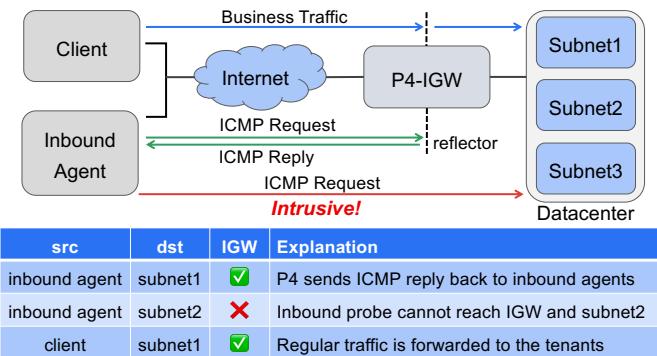 Business Traffic
Client
Internet
P4-IGW
Subnet1
Subnet2
Subnet3
Inbound
Agent
ICMP Request
ICMP Reply
reflector
ICMP Request
Intrusive!
Datacenter
src dst IGW Explanation
inbound agent subnet1 ✅ P4 sends ICMP reply back to inbound agents
inbound agent subnet2 ❌ Inbound probe cannot reach IGW and subnet2
client subnet1 ✅ Regular traffic is forwarded to the tenants